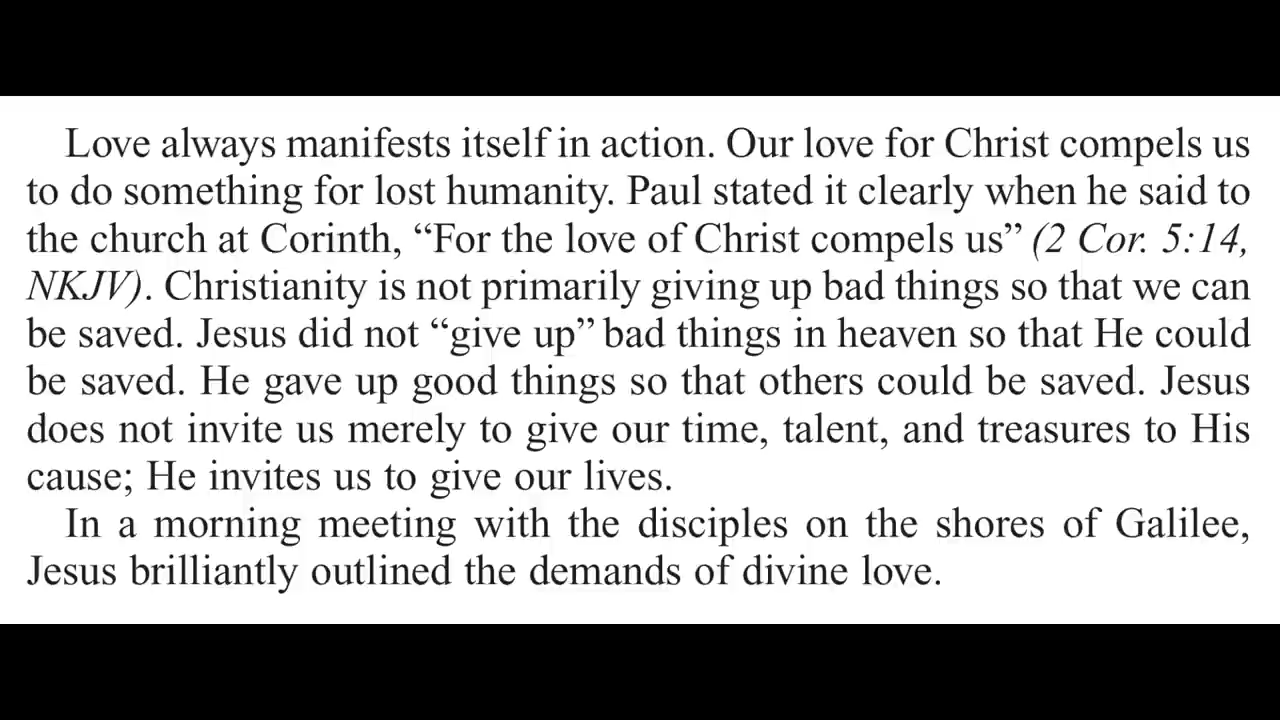 Love always manifests itself in action. Our love for Christ compels us
to do something for lost humanity. Paul stated it clearly when he said to
the church at Corinth, “For the love of Christ compels us” (2 Cor. 5:14,
NKJV). Christianity is not primarily giving up bad things so that we can
be saved. Jesus did not “give up” bad things in heaven so that He could
be saved. He gave up good things so that others could be saved. Jesus
does not invite us merely to give our time, talent, and treasures to His
cause; He invites us to give our lives.
In a morning meeting with the disciples on the shores of Galilee,
Jesus brilliantly outlined the demands of divine love.